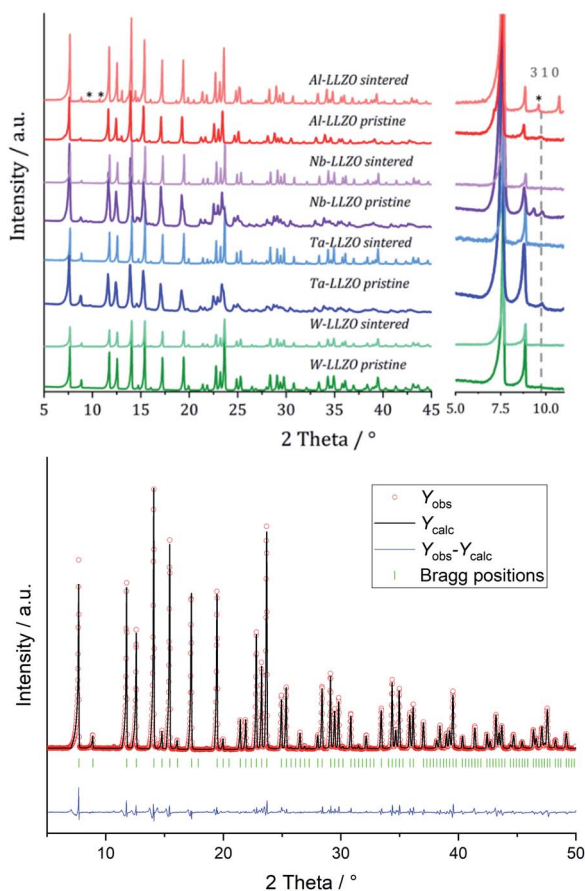 3 1 0
* *
*
Al-LLZO sintered
Al-LLZO pristine
Nb-LLZO sintered
Nb-LLZO pristine
Ta-LLZO sintered
Ta-LLZO pristine
W-LLZO sintered
W-LLZO pristine
Intensity / a.u.
5 10 15 20 25 30 35 40 45
5.0 7.5 10.0
2 Theta / °
Yobs
Ycalc
Yobs-Ycalc
Bragg positions
Intensity / a.u.
10 20 30 40 50
2 Theta / °